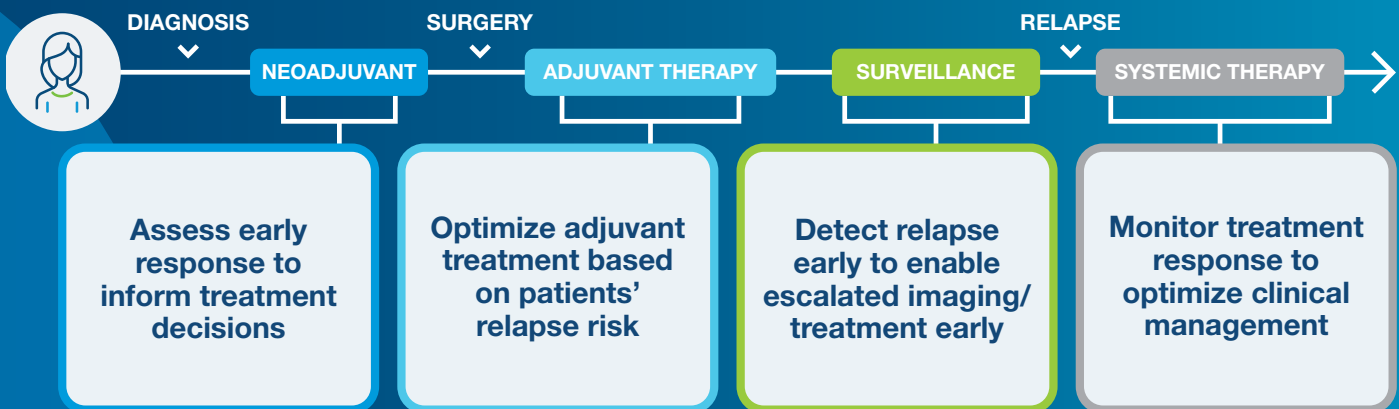 DIAGNOSIS
SURGERY
RELAPSE
NEOADJUVANT
ADJUVANT THERAPY
SURVEILLANCE
SYSTEMIC THERAPY
Assess early
response to
inform treatment
decisions
Optimize adjuvant
treatment based
on patients’
relapse risk
Detect relapse
early to enable
escalated imaging/
treatment early
Monitor treatment
response to
optimize clinical
management